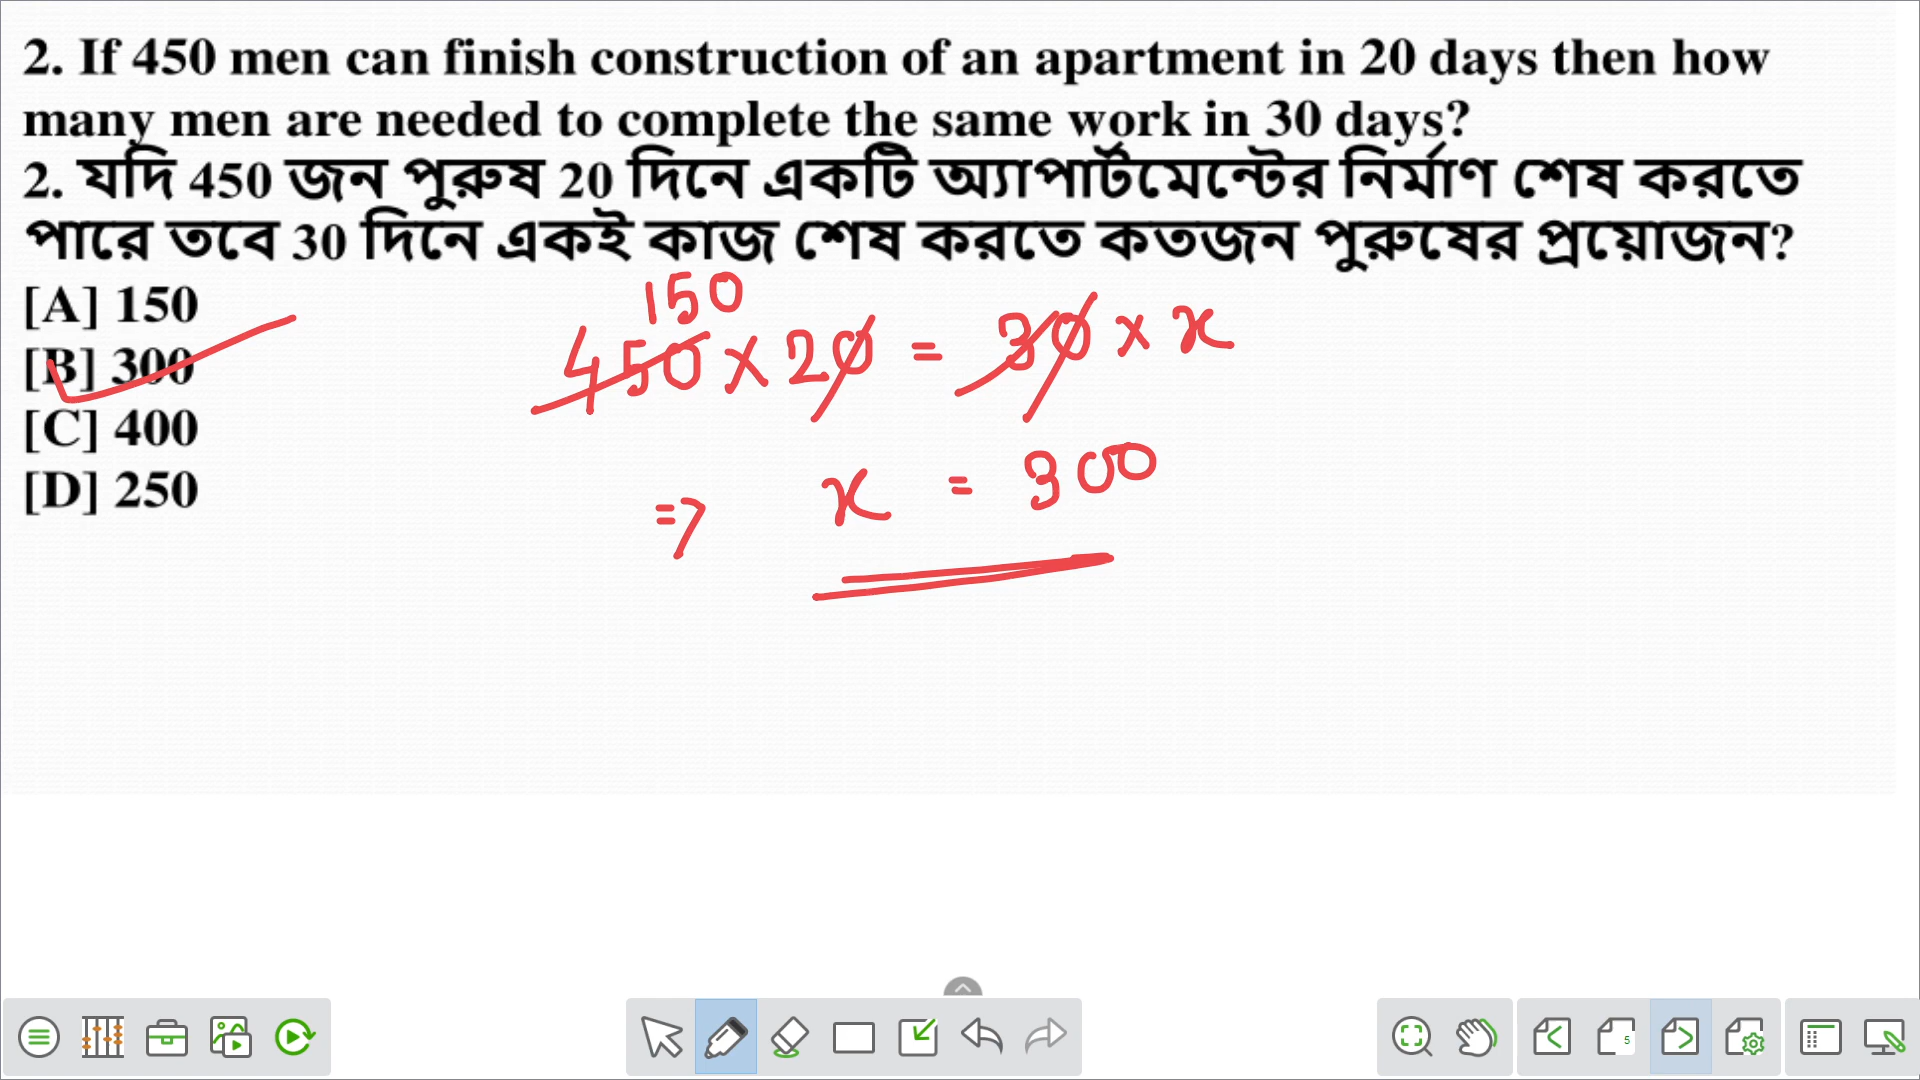 2. If 450 men can finish construction of an apartment in 20 days then how
many men are needed to complete the same work in 30 days?
2. যদি 450 জন পুরুষ 20 দিনে একটি অ্যাপার্টমেন্টের নির্মাণ শেষ করতে
পারে তবে 30 দিনে একই কাজ শেষ করতে কতজন পুরুষের প্রয়োজন?
[A] 150
[B] 300
[C] 400
[D] 250
150
450 x 20 = 30 x x
=> x = 300
5